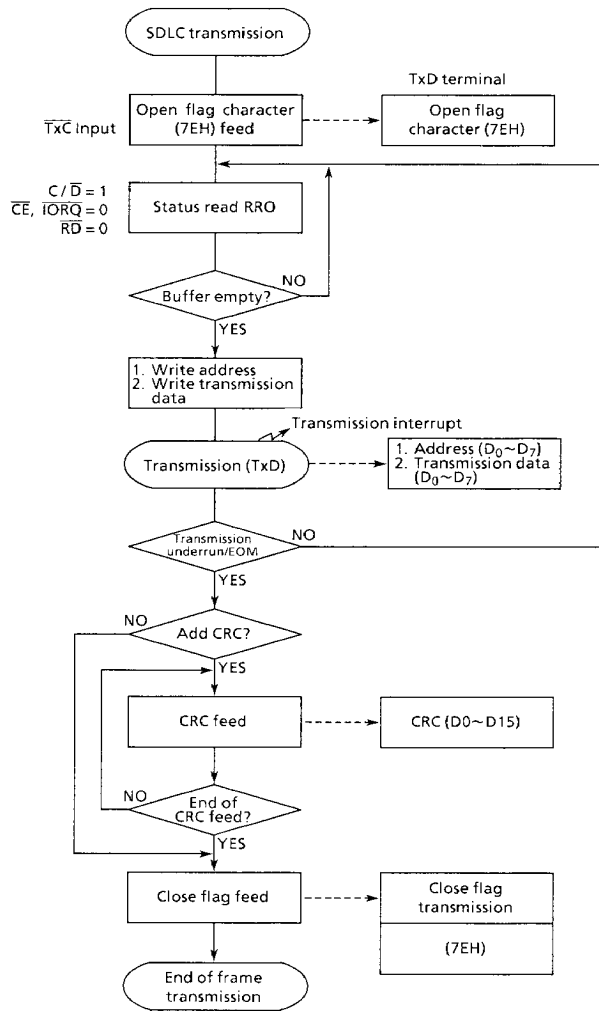 SDLC transmission
TxD terminal
Open flag character
(7EH) feed
Open flag
character (7EH)
TxC Input
C/D = 1
CE, IORQ = 0
RD = 0
Status read RRO
NO
Buffer empty?
YES
1. Write address
2. Write transmission
data
Transmission interrupt
Transmission (TxD)
1. Address (D0~D7)
2. Transmission data
(D0~D7)
NO
Transmission
underrun/EOM
YES
NO
Add CRC?
YES
CRC feed
CRC (D0~D15)
NO
End of
CRC feed?
YES
Close flag feed
Close flag
transmission
(7EH)
End of frame
transmission